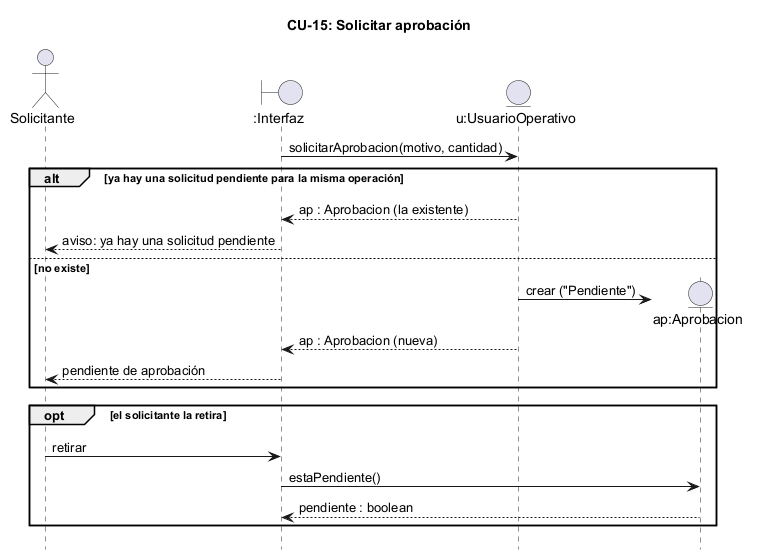 CU-15: Solicitar aprobación
Solicitante
:Interfaz
u:UsuarioOperativo
solicitarAprobacion(motivo, cantidad)
alt
[ya hay una solicitud pendiente para la misma operación]
ap : Aprobacion (la existente)
aviso: ya hay una solicitud pendiente
[no existe]
crear ("Pendiente")
ap:Aprobacion
ap : Aprobacion (nueva)
pendiente de aprobación
opt
[el solicitante la retira]
retirar
estaPendiente()
pendiente : boolean